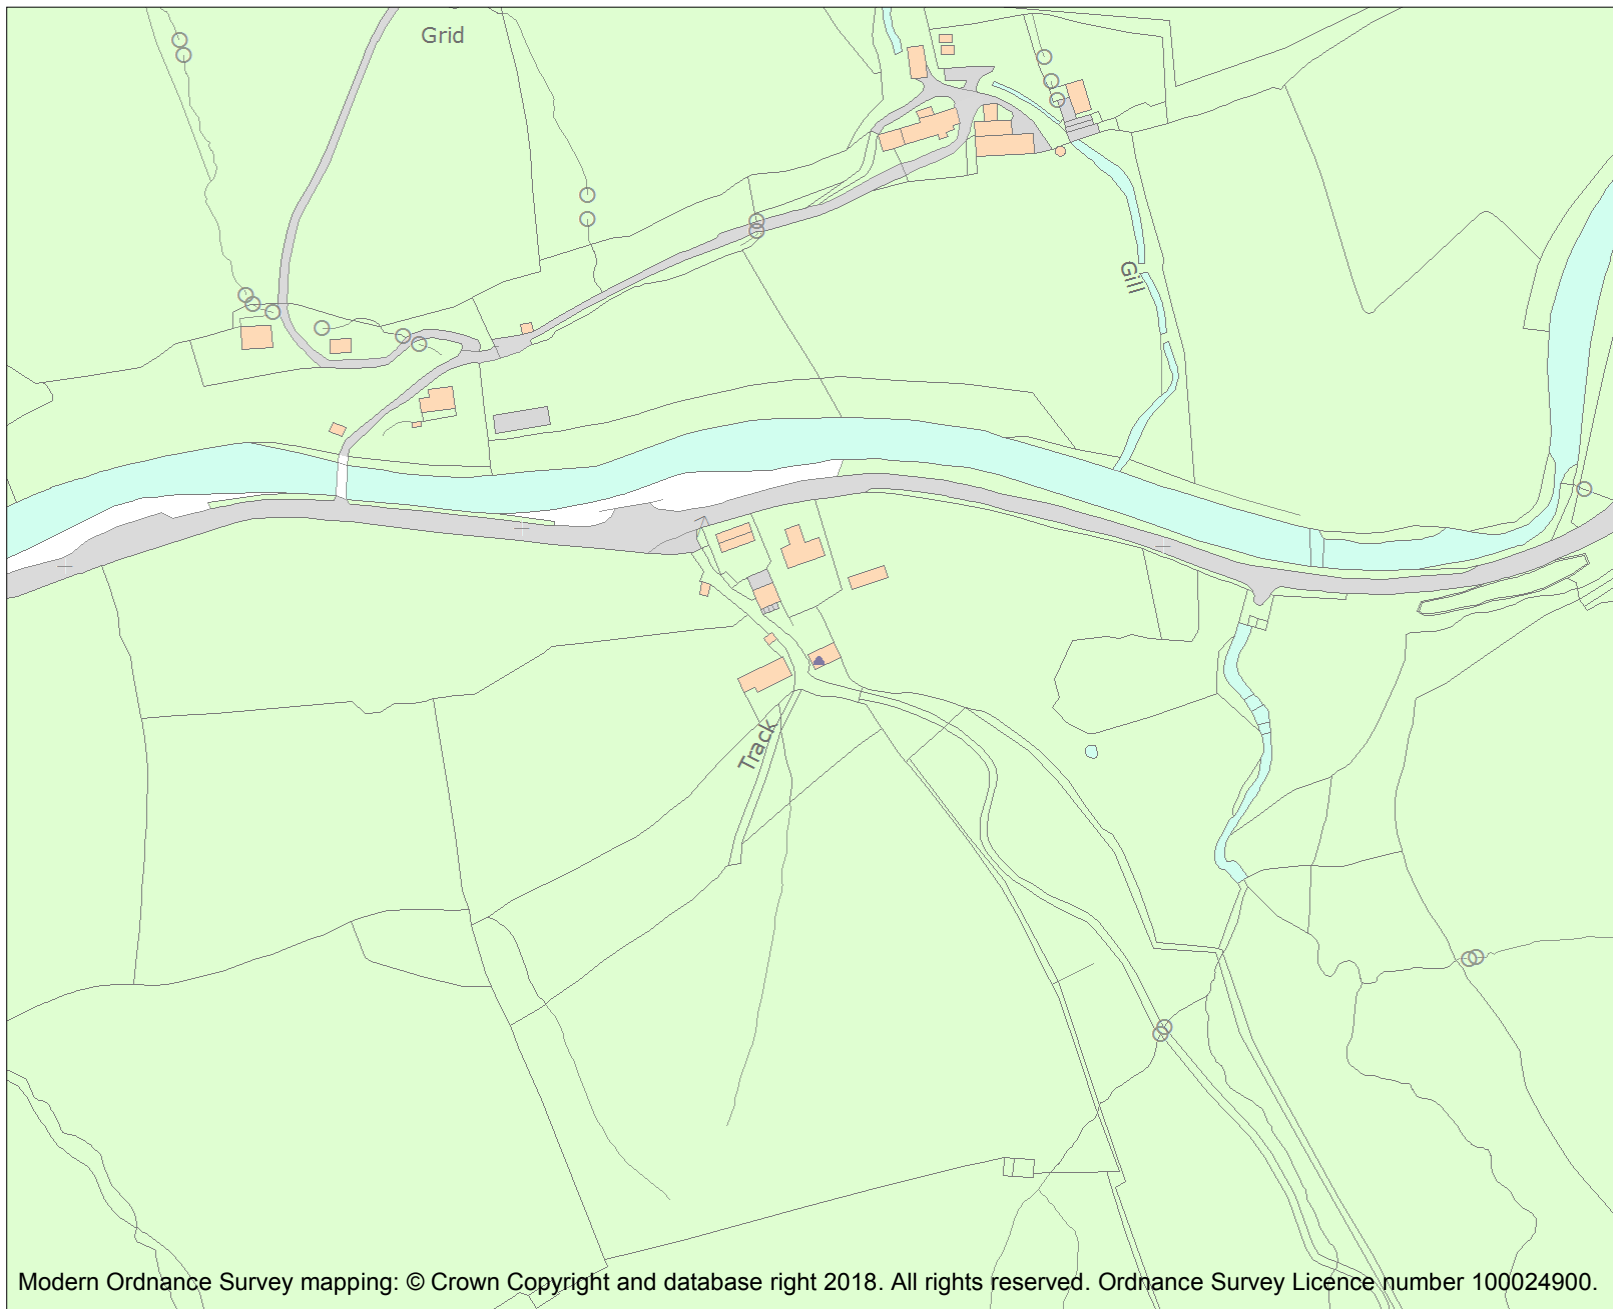 Grid
Gill
Track
Modern Ordnance Survey mapping: © Crown Copyright and database right 2018. All rights reserved. Ordnance Survey Licence number 100024900.